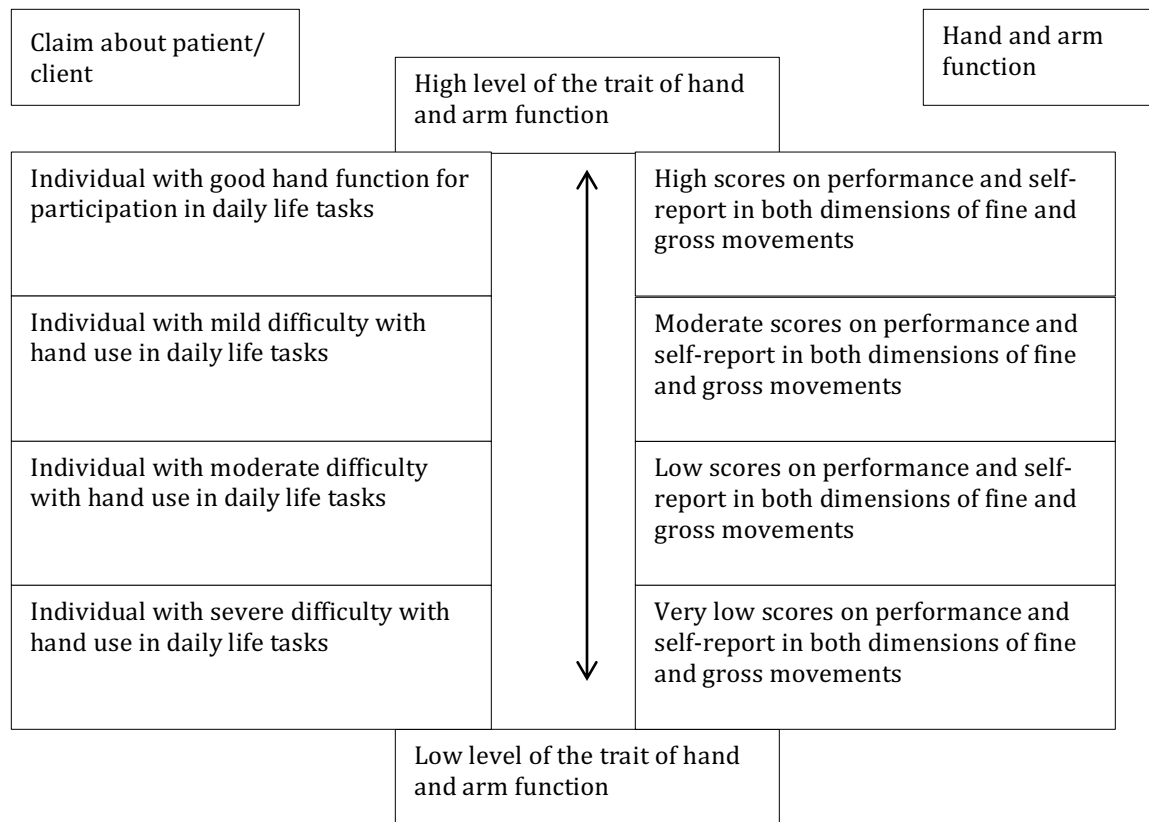 Claim about patient/
client
Hand and arm
function
High level of the trait of hand
and arm function
Individual with good hand function for
participation in daily life tasks
High scores on performance and self-
report in both dimensions of fine and
gross movements
Individual with mild difficulty with
hand use in daily life tasks
Moderate scores on performance and
self-report in both dimensions of fine
and gross movements
Individual with moderate difficulty
with hand use in daily life tasks
Low scores on performance and self-
report in both dimensions of fine and
gross movements
Individual with severe difficulty with
hand use in daily life tasks
Very low scores on performance and
self-report in both dimensions of fine
and gross movements
Low level of the trait of hand
and arm function